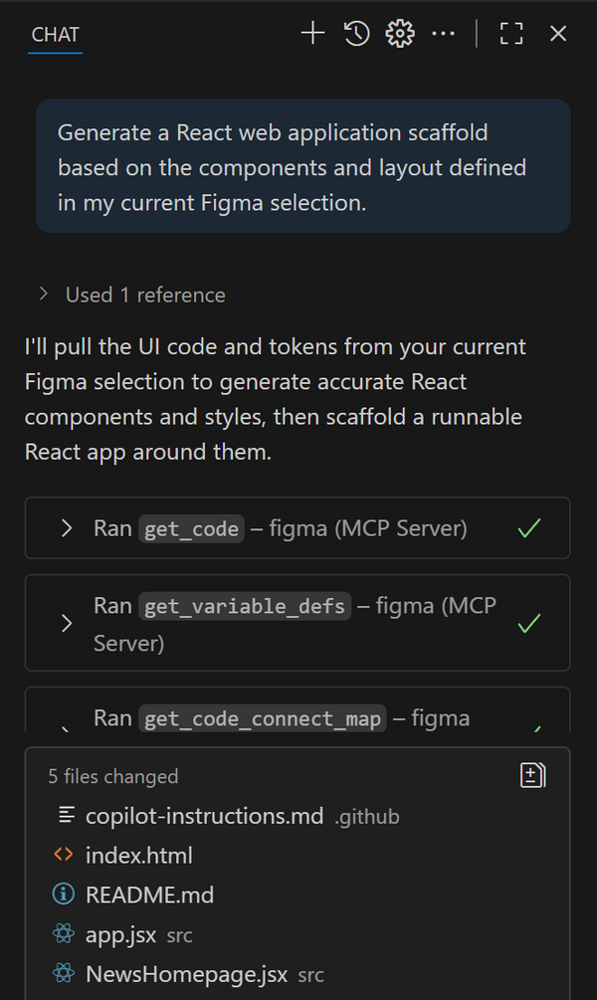 CHAT
Generate a React web application scaffold
based on the components and layout defined
in my current Figma selection.
Used 1 reference
I'll pull the UI code and tokens from your current
Figma selection to generate accurate React
components and styles, then scaffold a runnable
React app around them.
Ran get_code – figma (MCP Server)
Ran get_variable_defs – figma (MCP
Server)
Ran get_code_connect_map – figma
5 files changed
copilot-instructions.md .github
index.html
README.md
app.jsx src
NewsHomepage.jsx src